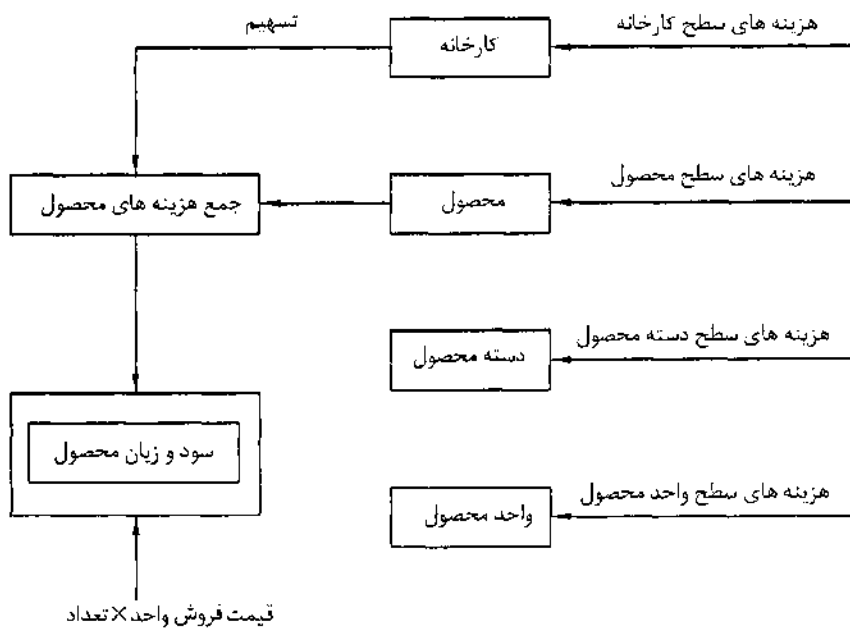 هزینه های سطح کارخانه
کارخانه
تسهیم
هزینه های سطح محصول
محصول
جمع هزینه های محصول
هزینه های سطح دسته محصول
دسته محصول
سود و زیان محصول
هزینه های سطح واحد محصول
واحد محصول
قیمت فروش واحد×تعداد